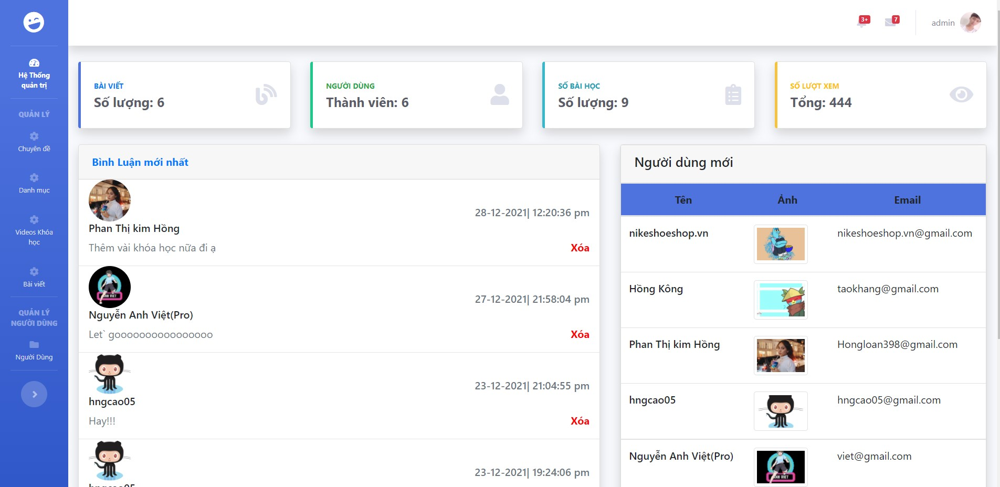 3+
7
admin
Hệ Thống
quản trị
QUẢN LÝ
Chuyên đề
Danh mục
Videos Khóa
học
Bài viết
QUẢN LÝ
NGƯỜI DÙNG
Người Dùng
BÀI VIẾT
Số lượng: 6
NGƯỜI DÙNG
Thành viên: 6
SỐ BÀI HỌC
Số lượng: 9
SỐ LƯỢT XEM
Tổng: 444
Bình Luận mới nhất
28-12-2021| 12:20:36 pm
Phan Thị kim Hồng
Thêm vài khóa học nữa đi ạ
Xóa
ANH VIET
27-12-2021| 21:58:04 pm
Nguyễn Anh Việt(Pro)
Let` goooooooooooooooo
Xóa
23-12-2021| 21:04:55 pm
hngcao05
Hay!!!
Xóa
23-12-2021| 19:24:06 pm
hngcao05
Người dùng mới
Tên Ảnh Email
nikeshoeshop.vn nikeshoeshop.vn@gmail.com
Hồng Kông taokhang@gmail.com
Phan Thị kim Hồng Hongloan398@gmail.com
hngcao05 hngcao05@gmail.com
Nguyễn Anh Việt(Pro) viet@gmail.com
ANH VIET